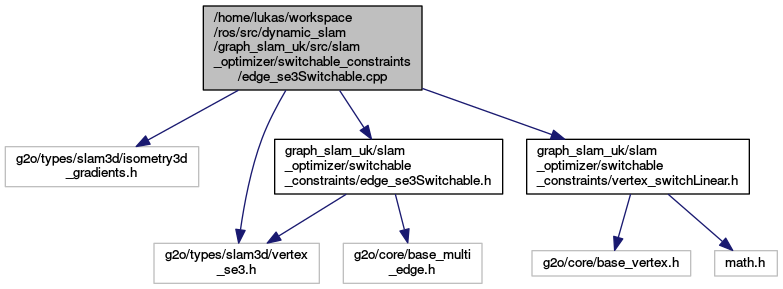 /home/lukas/workspace
/ros/src/dynamic_slam
/graph_slam_uk/src/slam
_optimizer/switchable_constraints
/edge_se3Switchable.cpp
g2o/types/slam3d/isometry3d
_gradients.h
graph_slam_uk/slam
_optimizer/switchable
_constraints/edge_se3Switchable.h
graph_slam_uk/slam
_optimizer/switchable
_constraints/vertex_switchLinear.h
g2o/types/slam3d/vertex
_se3.h
g2o/core/base_multi
_edge.h
g2o/core/base_vertex.h
math.h